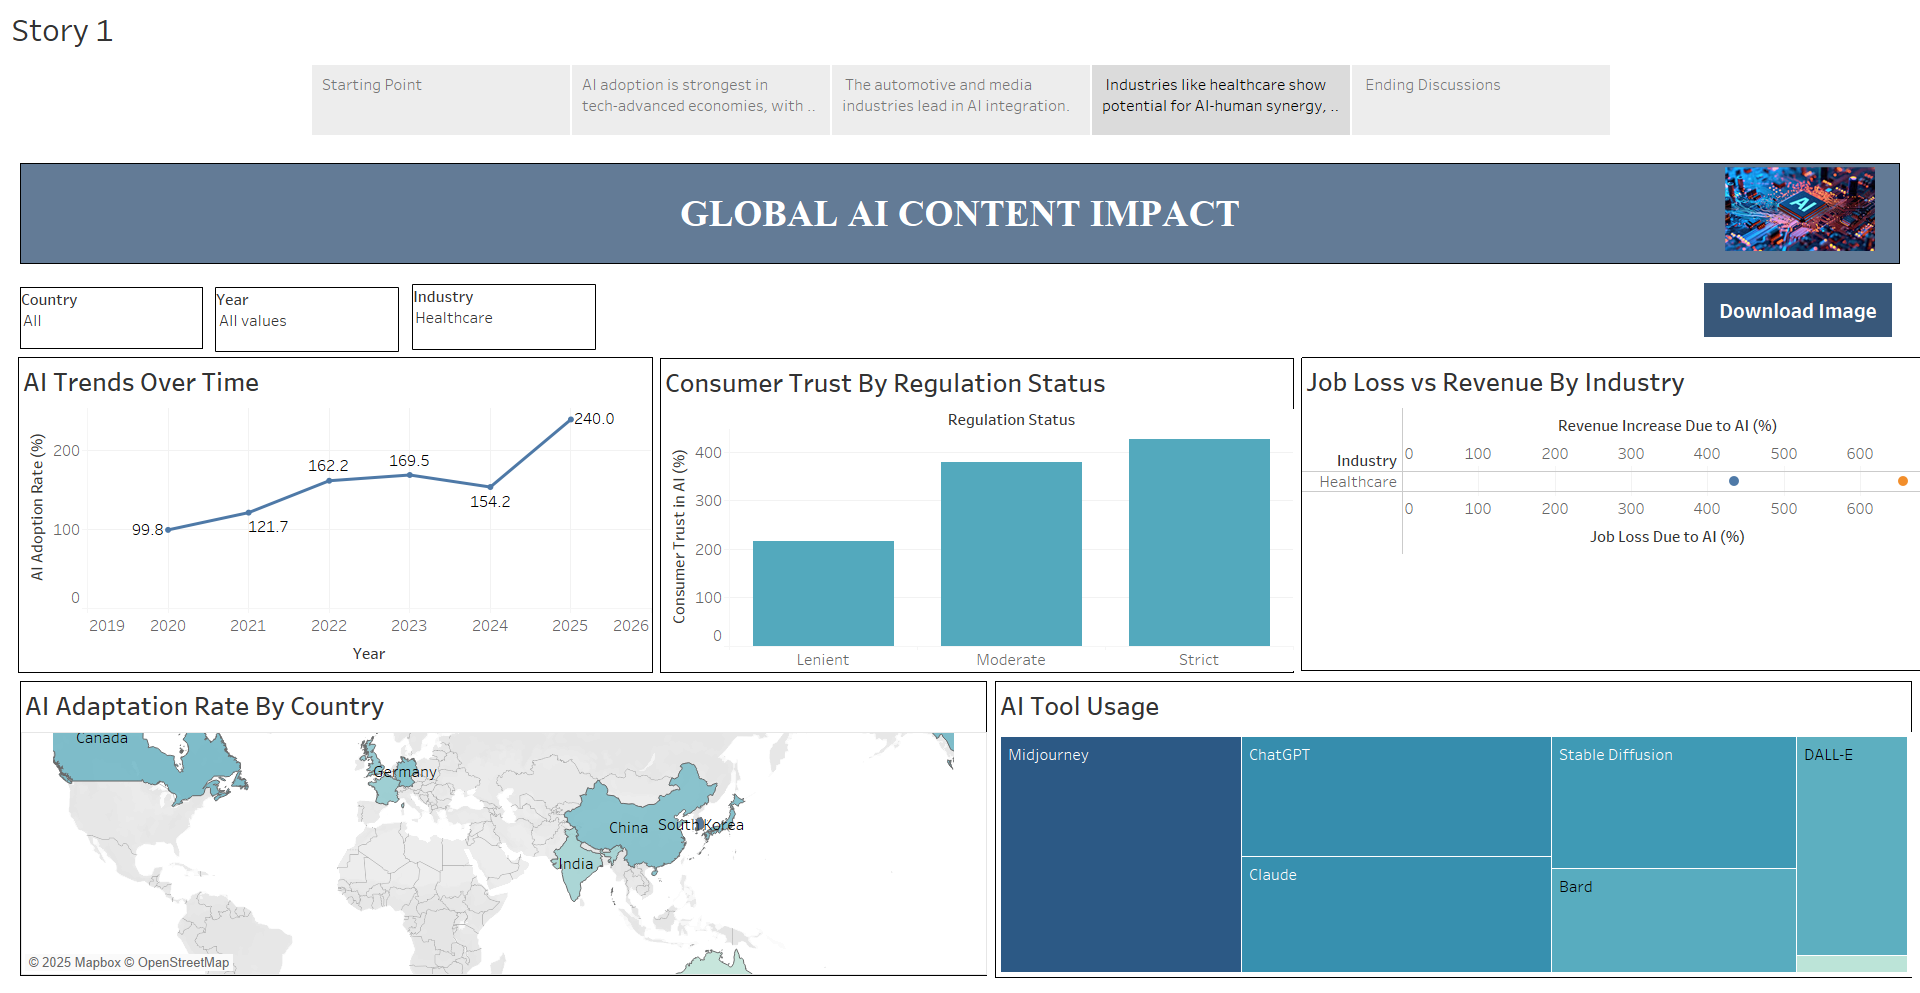 Story 1
Starting Point
AI adoption is strongest in
tech-advanced economies, with ..
The automotive and media
industries lead in AI integration.
Industries like healthcare show
potential for AI-human synergy, ..
Ending Discussions
GLOBAL AI CONTENT IMPACT
AI
Country
All
Year
All values
Industry
Healthcare
Download Image
AI Trends Over Time
AI Adoption Rate (%)
200
100
0
99.8
121.7
162.2
169.5
154.2
240.0
2019 2020 2021 2022 2023 2024 2025 2026
Year
Consumer Trust By Regulation Status
Regulation Status
Consumer Trust in AI (%)
400
300
200
100
0
Lenient Moderate Strict
Job Loss vs Revenue By Industry
Revenue Increase Due to AI (%)
0 100 200 300 400 500 600
Industry
Healthcare
0 100 200 300 400 500 600
Job Loss Due to AI (%)
AI Adaptation Rate By Country
Canada
Germany
China
South Korea
India
© 2025 Mapbox © OpenStreetMap
AI Tool Usage
Midjourney
ChatGPT
Claude
Stable Diffusion
Bard
DALL-E